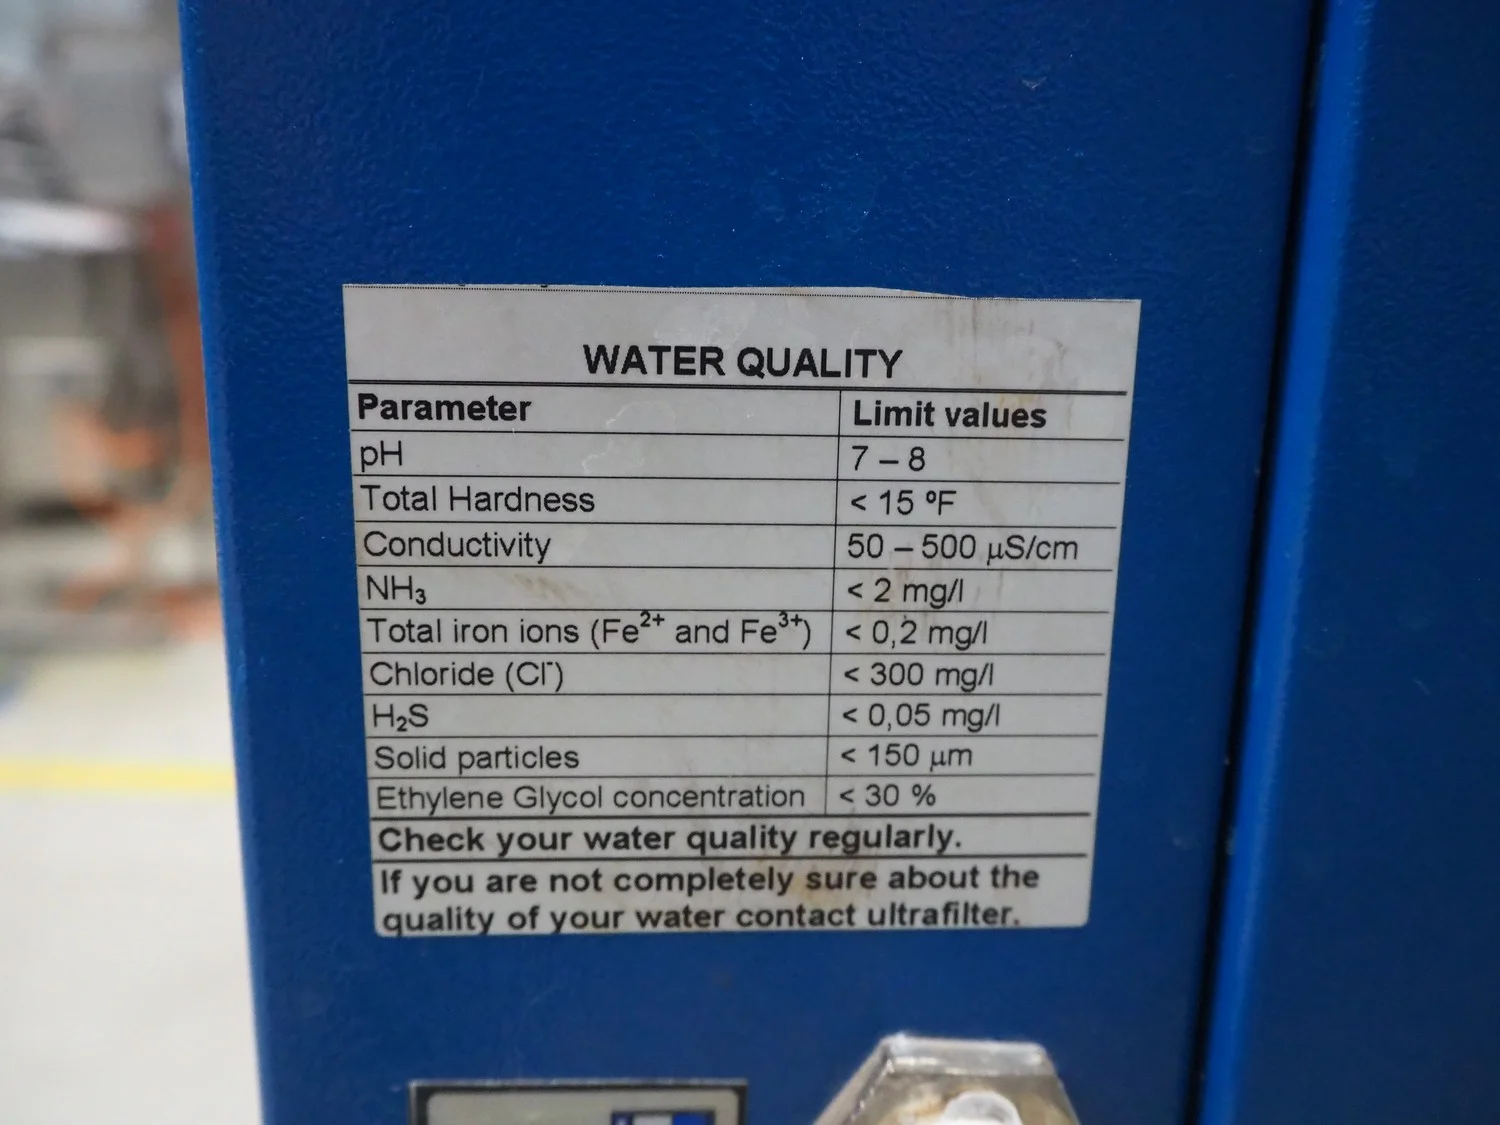 WATER QUALITY
Parameter Limit values
pH 7 – 8
Total Hardness < 15 ºF
Conductivity 50 – 500 µS/cm
NH₃ < 2 mg/l
Total iron ions (Fe²⁺ and Fe³⁺) < 0,2 mg/l
Chloride (Cl⁻) < 300 mg/l
H₂S < 0,05 mg/l
Solid particles < 150 µm
Ethylene Glycol concentration < 30 %
Check your water quality regularly.
If you are not completely sure about the
quality of your water contact ultrafilter.